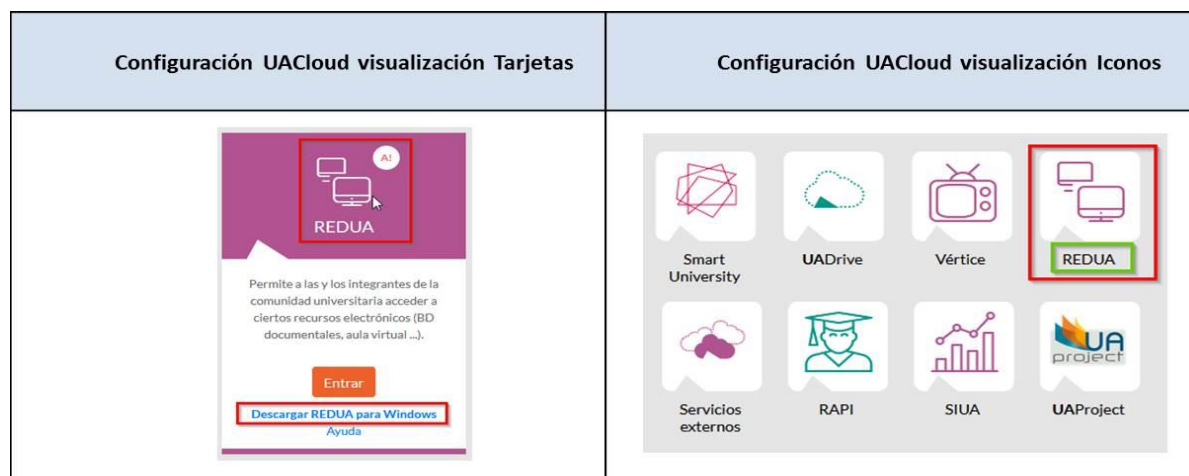 Configuración UACloud visualización Tarjetas
Configuración UACloud visualización Iconos
A!
REDUA
Permite a las y los integrantes de la
comunidad universitaria acceder a
ciertos recursos electrónicos (BD
documentales, aula virtual ...).
Entrar
Descargar REDUA para Windows
Ayuda
Smart
University
UADrive
Vértice
REDUA
UA
project
Servicios
externos
RAPI
SIUA
UAProject